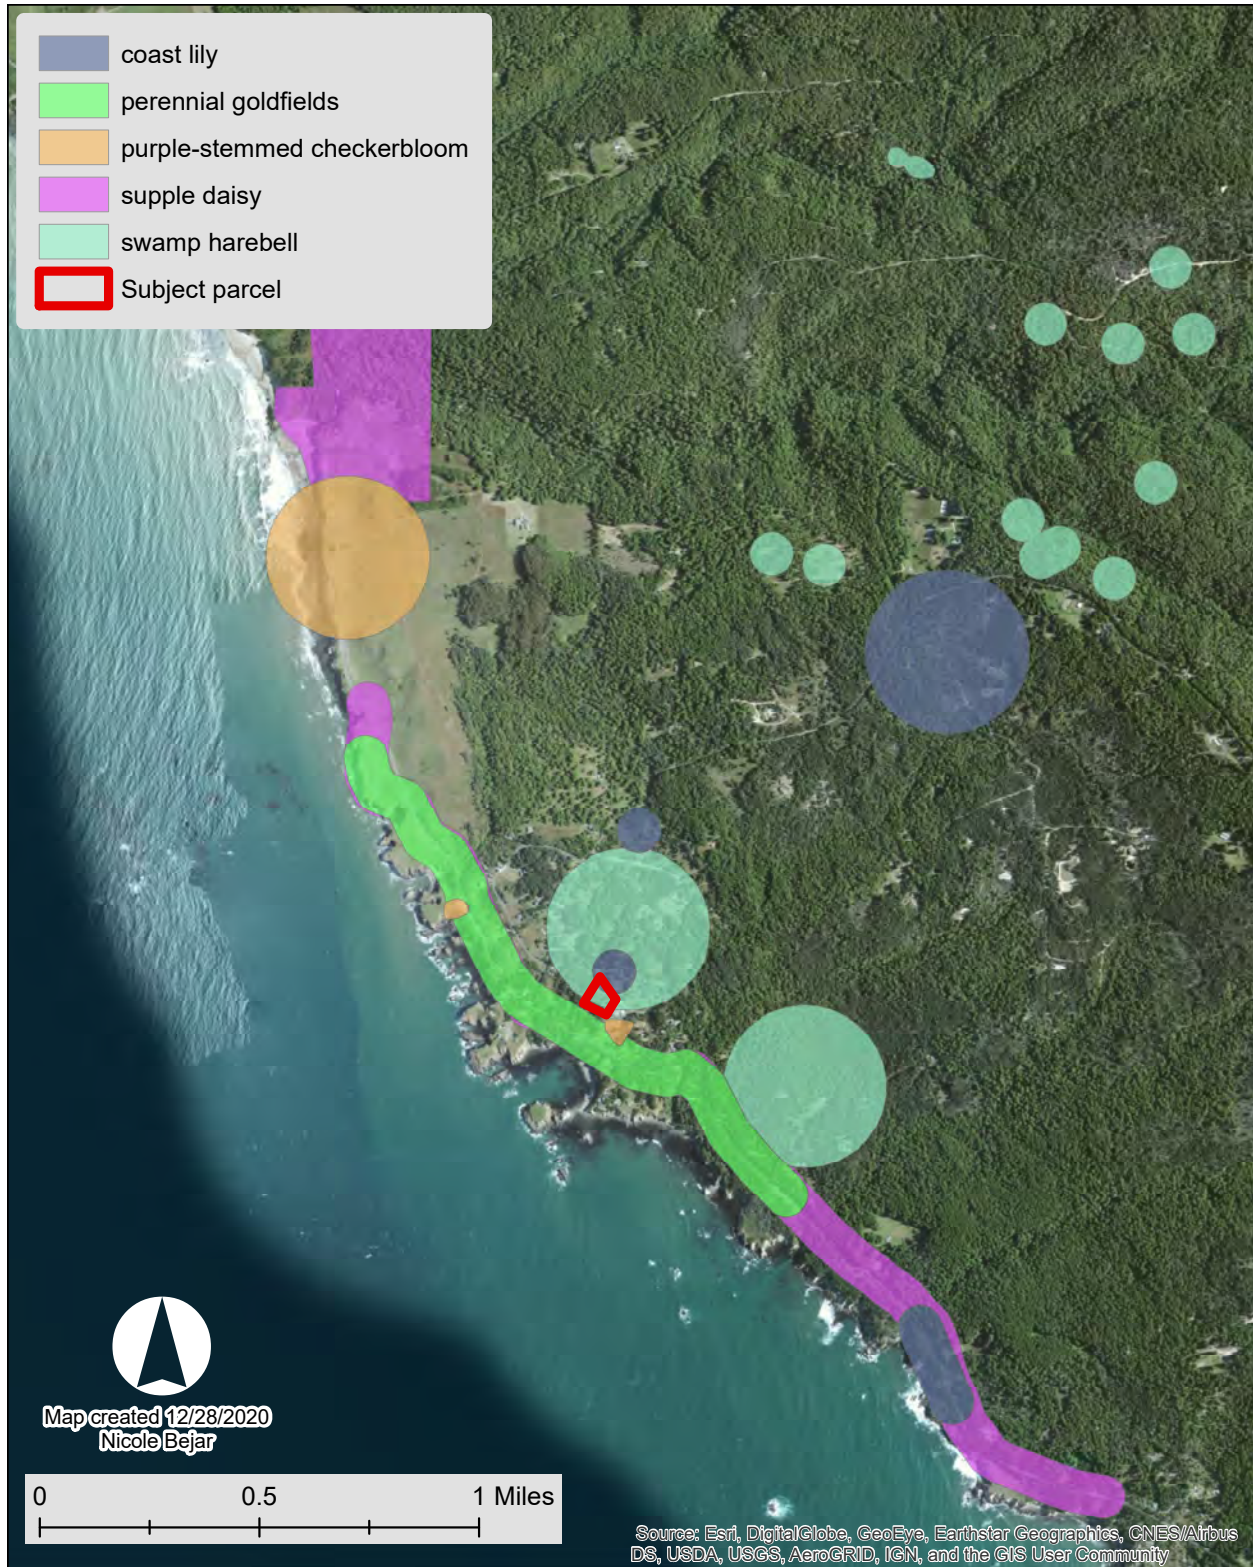 coast lily
perennial goldfields
purple-stemmed checkerbloom
supple daisy
swamp harebell
Subject parcel
Map created 12/28/2020
Nicole Bejar
0 0.5 1 Miles
Source: Esri, DigitalGlobe, GeoEye, Earthstar Geographics, CNES/Airbus
DS, USDA, USGS, AeroGRID, IGN, and the GIS User Community